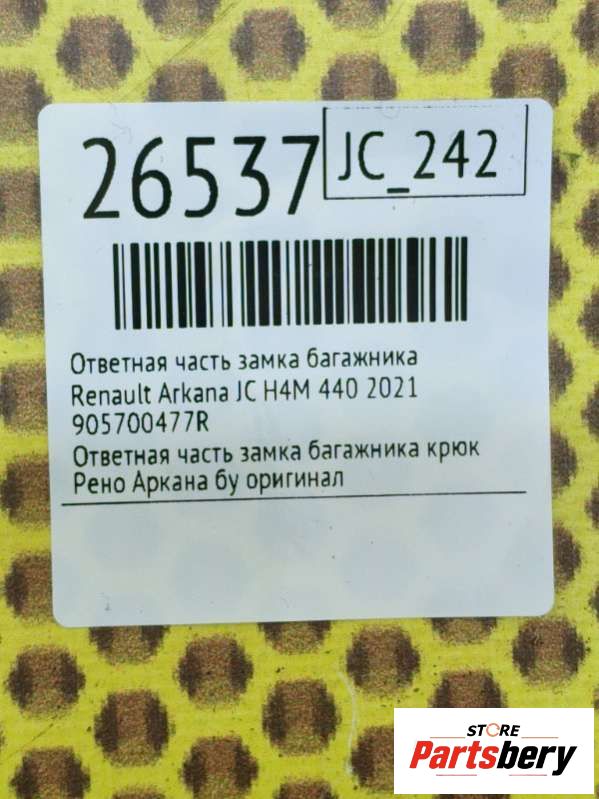 26537
JC_242
Ответная часть замка багажника
Renault Arkana JC H4M 440 2021
905700477R
Ответная часть замка багажника крюк
Рено Аркана бу оригинал
STORE
Partsbery